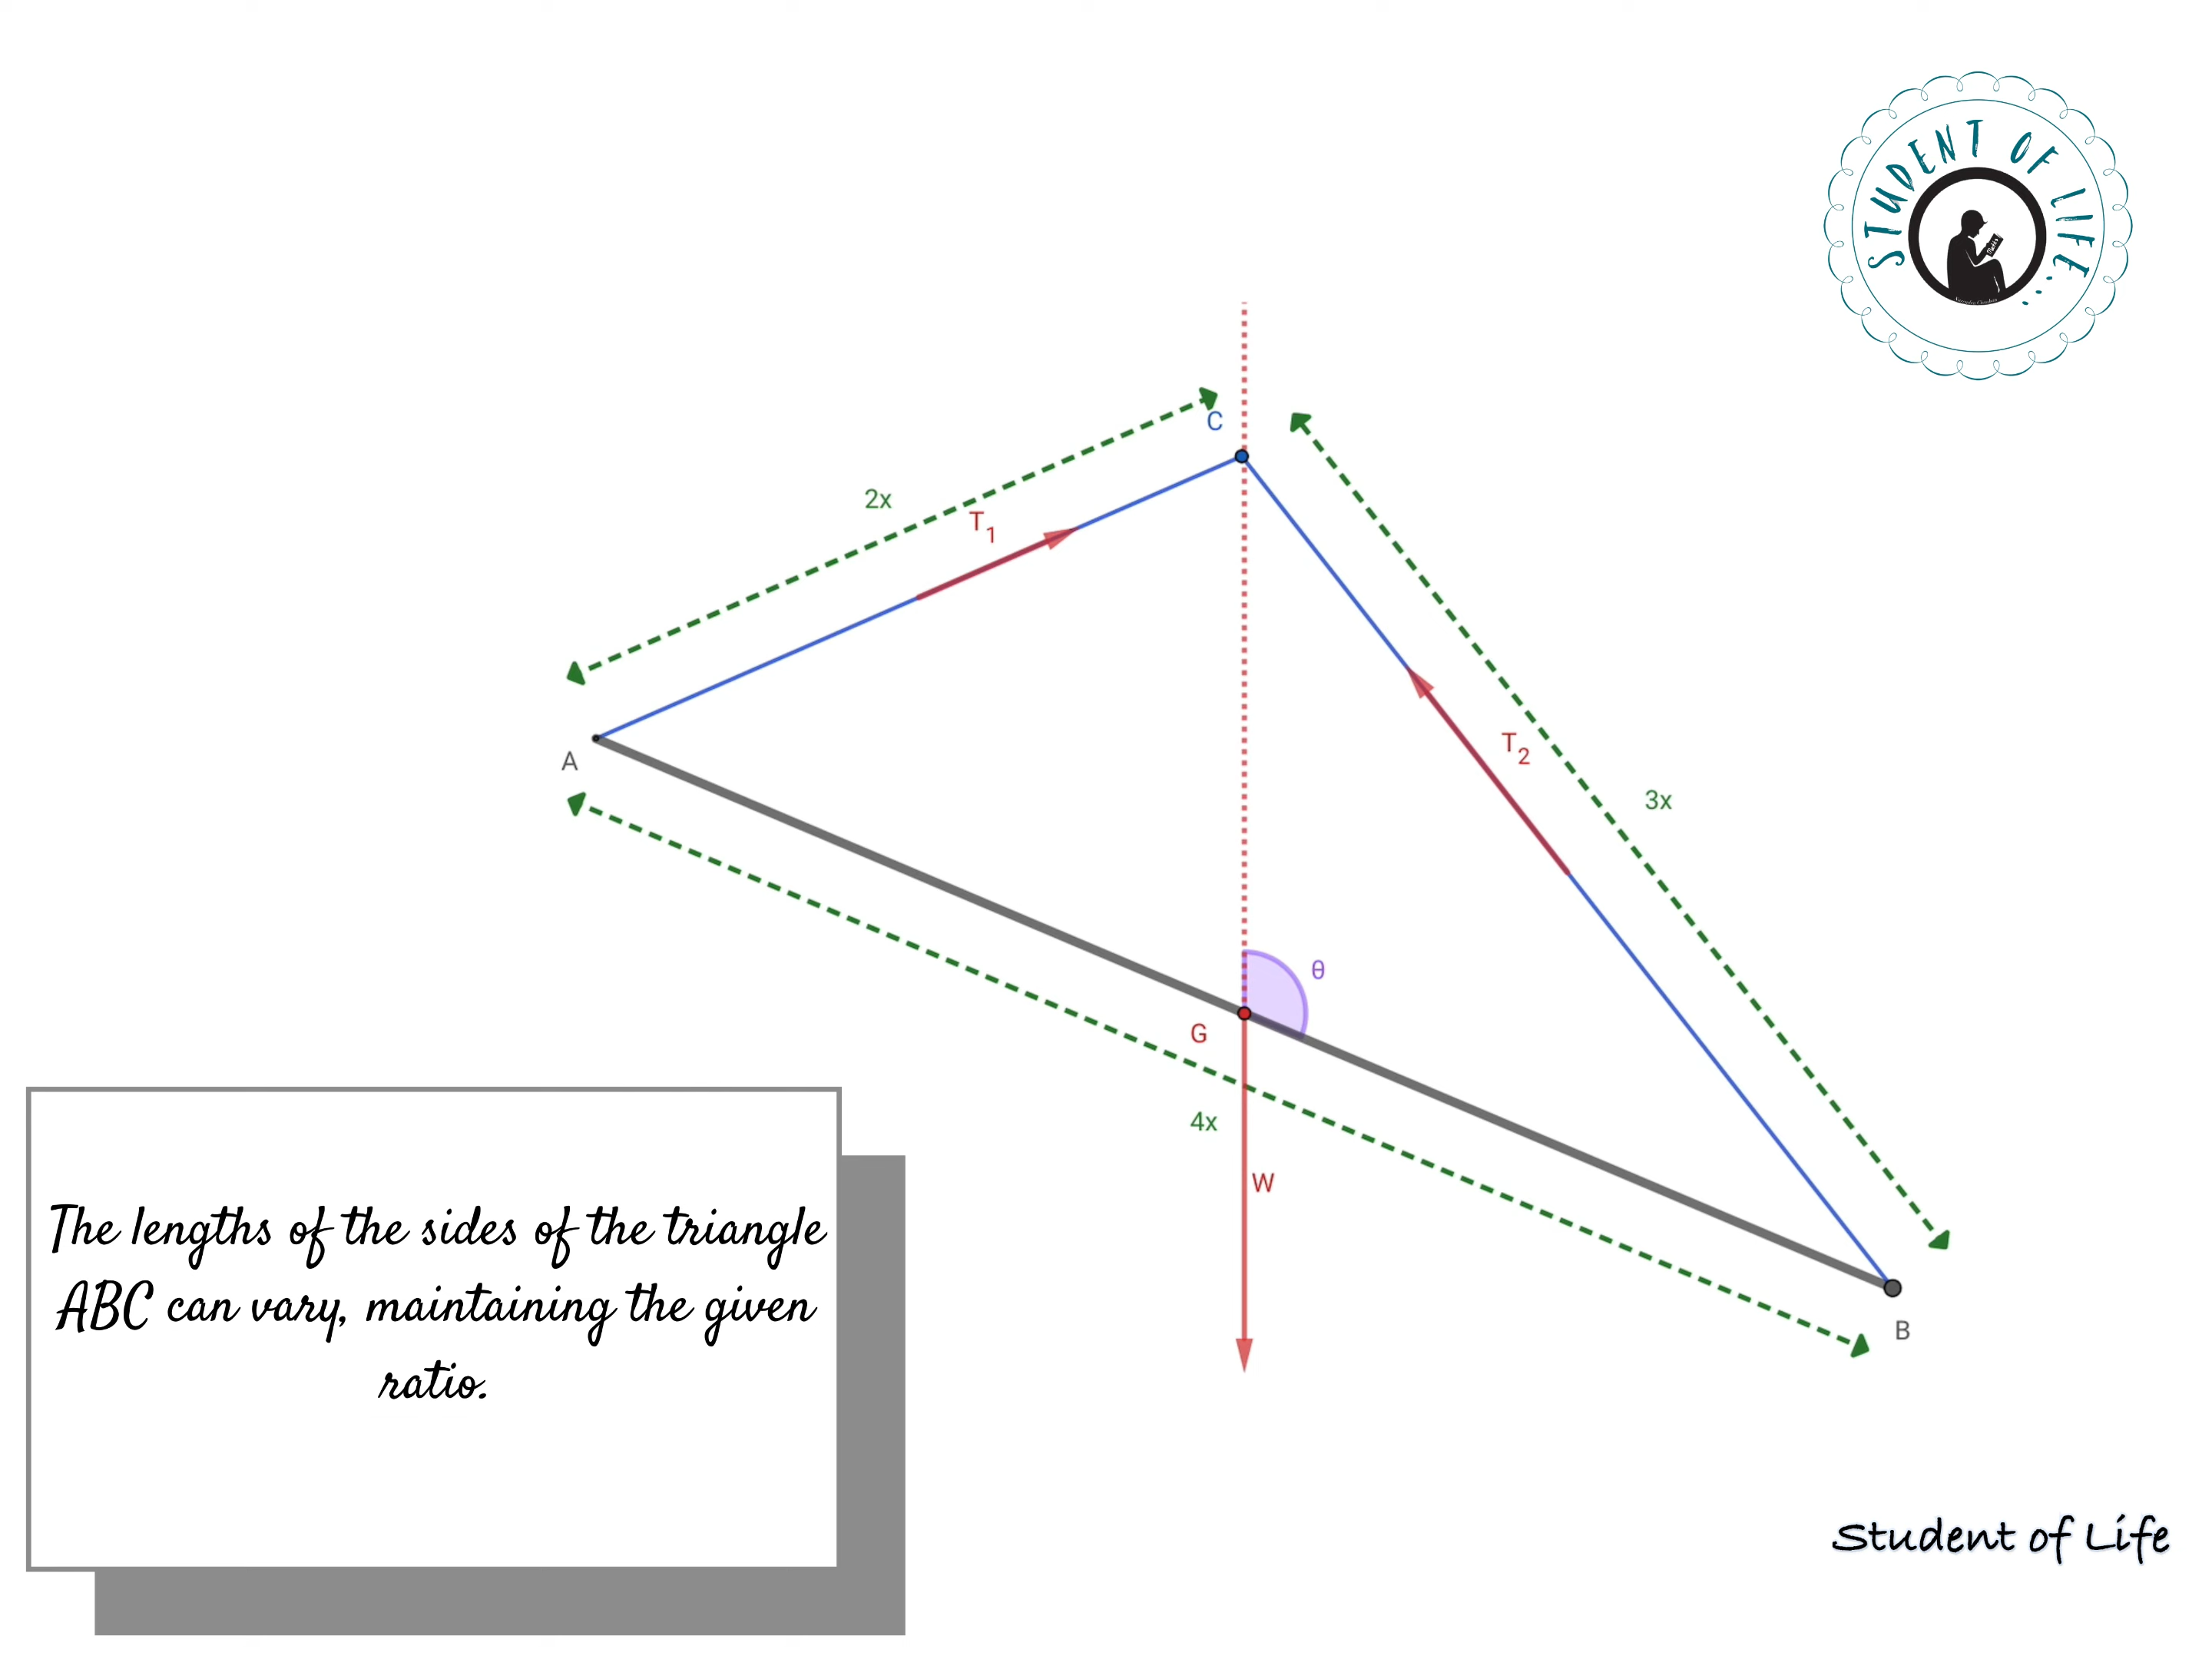 STUDENT OF LIFE...
C
2x
T1
A
T2
3x
θ
G
4x
W
B
The lengths of the sides of the triangle
ABC can vary, maintaining the given
ratio.
Student of Life